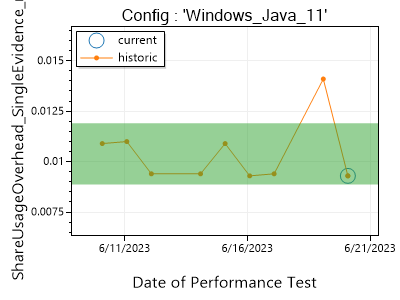 Config : 'Windows_Java_11'
ShareUsageOverhead_SingleEvidence_
current
historic
0.015
0.0125
0.01
0.0075
6/11/2023
6/16/2023
6/21/2023
Date of Performance Test